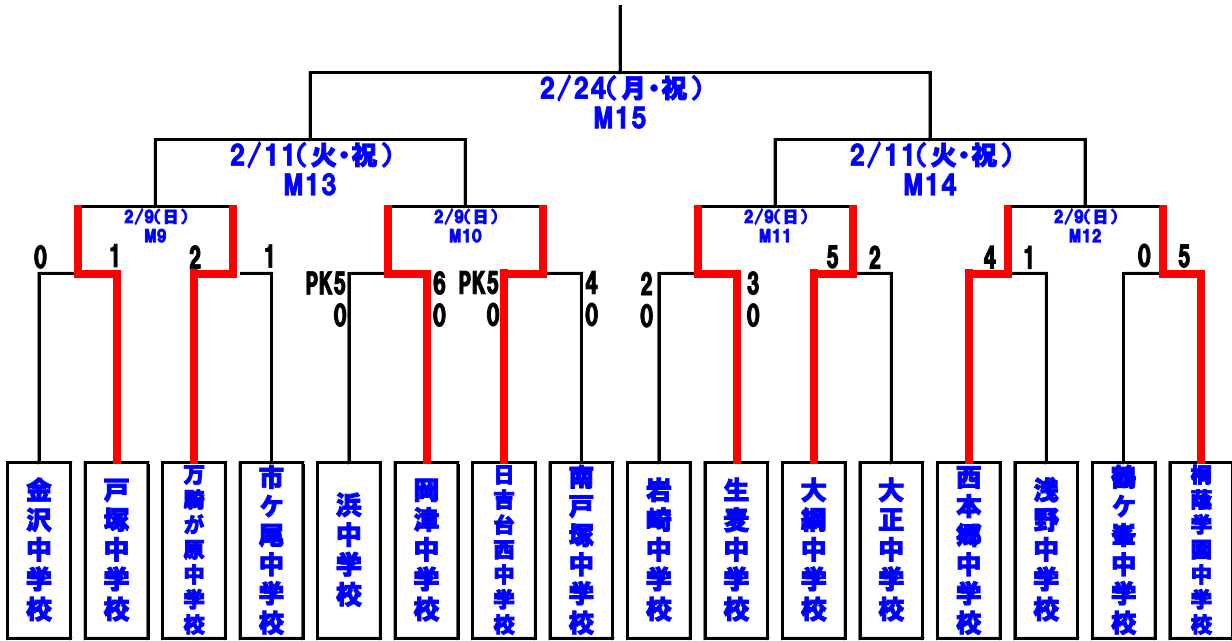 2/24(月・祝)
M15
2/11(火・祝)
M13
2/11(火・祝)
M14
2/9(日)
M9
2/9(日)
M10
2/9(日)
M11
2/9(日)
M12
0
1
2
1
PK5
0
6
0
PK5
0
4
0
2
0
3
0
5
2
4
1
0
5
金沢中学校
戸塚中学校
万騎が原中学校
市ケ尾中学校
浜中学校
岡津中学校
日吉台西中学校
南戸塚中学校
岩崎中学校
生麦中学校
大綱中学校
大正中学校
西本郷中学校
浅野中学校
鶴ケ峯中学校
桐蔭学園中学校